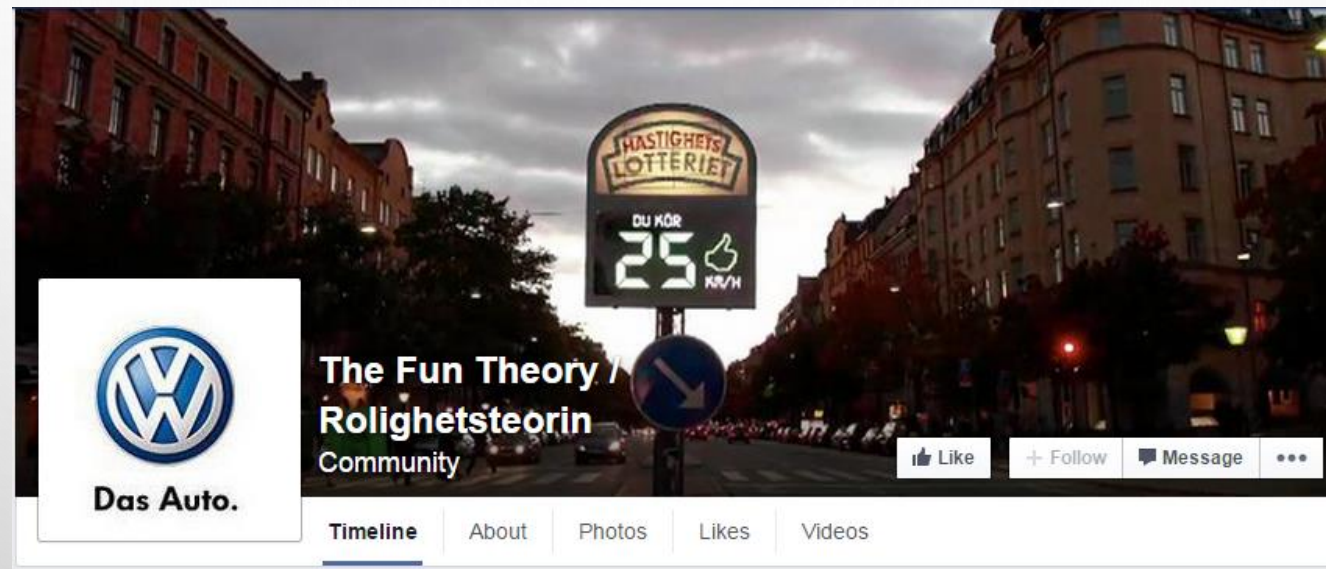 HASTIGHETS
LOTTERIET
DU KÖR
25
KM/H
The Fun Theory /
Rolighetsteorin
Community
Das Auto.
Like
+ Follow
Message
Timeline
About
Photos
Likes
Videos